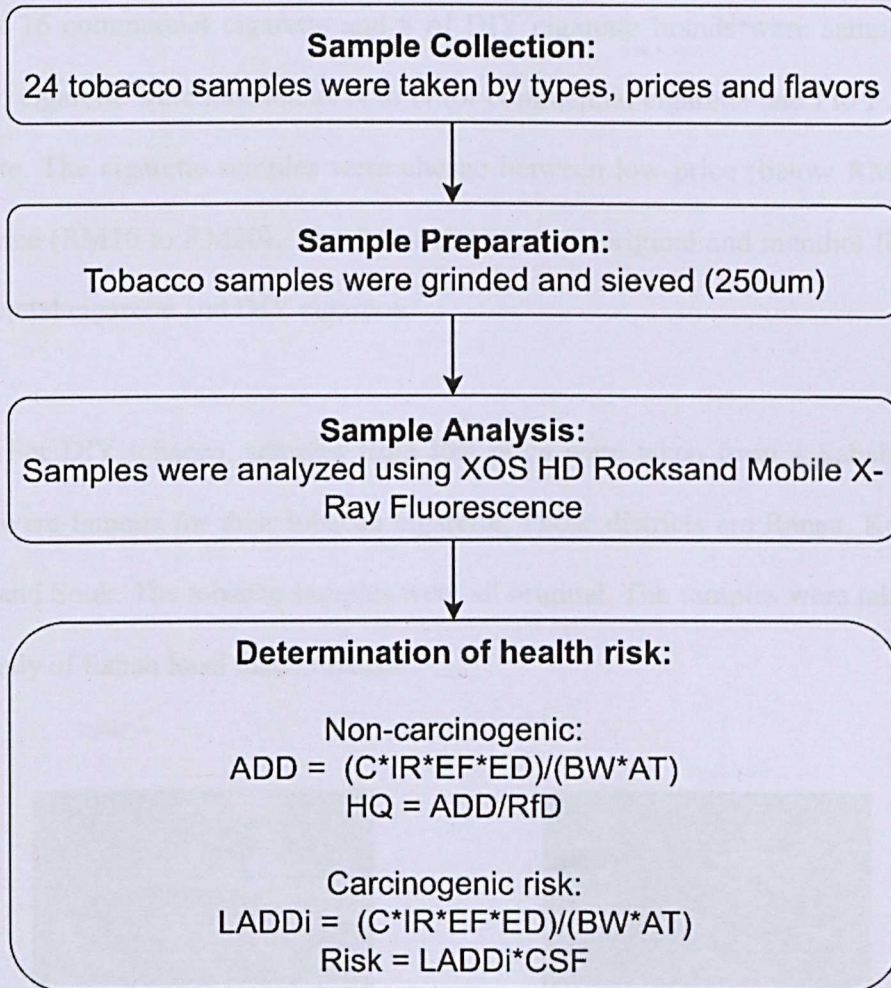 Sample Collection:
24 tobacco samples were taken by types, prices and flavors
Sample Preparation:
Tobacco samples were grinded and sieved (250um)
Sample Analysis:
Samples were analyzed using XOS HD Rocksand Mobile X-
Ray Fluorescence
Determination of health risk:
Non-carcinogenic:
ADD = (C*IR*EF*ED)/(BW*AT)
HQ = ADD/RfD
Carcinogenic risk:
LADDi = (C*IR*EF*ED)/(BW*AT)
Risk = LADDi*CSF